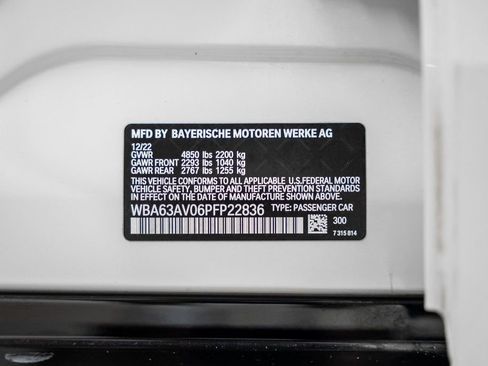 MFD BY BAYERISCHE MOTOREN WERKE AG
12/22
GVWR 4850 lbs 2200 kg
GAWR FRONT 2293 lbs 1040 kg
GAWR REAR 2767 lbs 1255 kg
THIS VEHICLE CONFORMS TO ALL APPLICABLE U.S.FEDERAL MOTOR
VEHICLE SAFETY, BUMPER AND THEFT PREVENTION STANDARDS
IN EFFECT ON THE DATE OF MANUFACTURE SHOWN ABOVE.
WBA63AV06PFP22836 TYPE: PASSENGER CAR
300
7 315 814